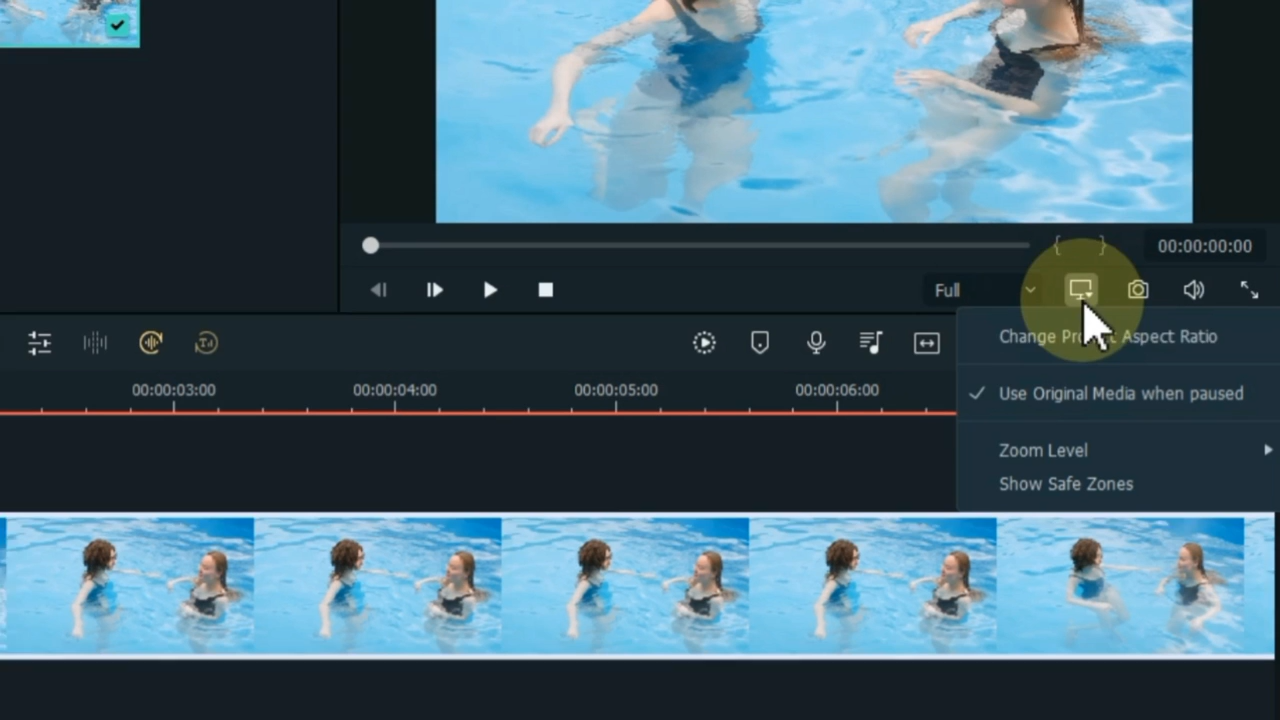 00:00:00:00
Full
00:00:03:00
00:00:04:00
00:00:05:00
00:00:06:00
Change Aspect Ratio
Use Original Media when paused
Zoom Level
Show Safe Zones